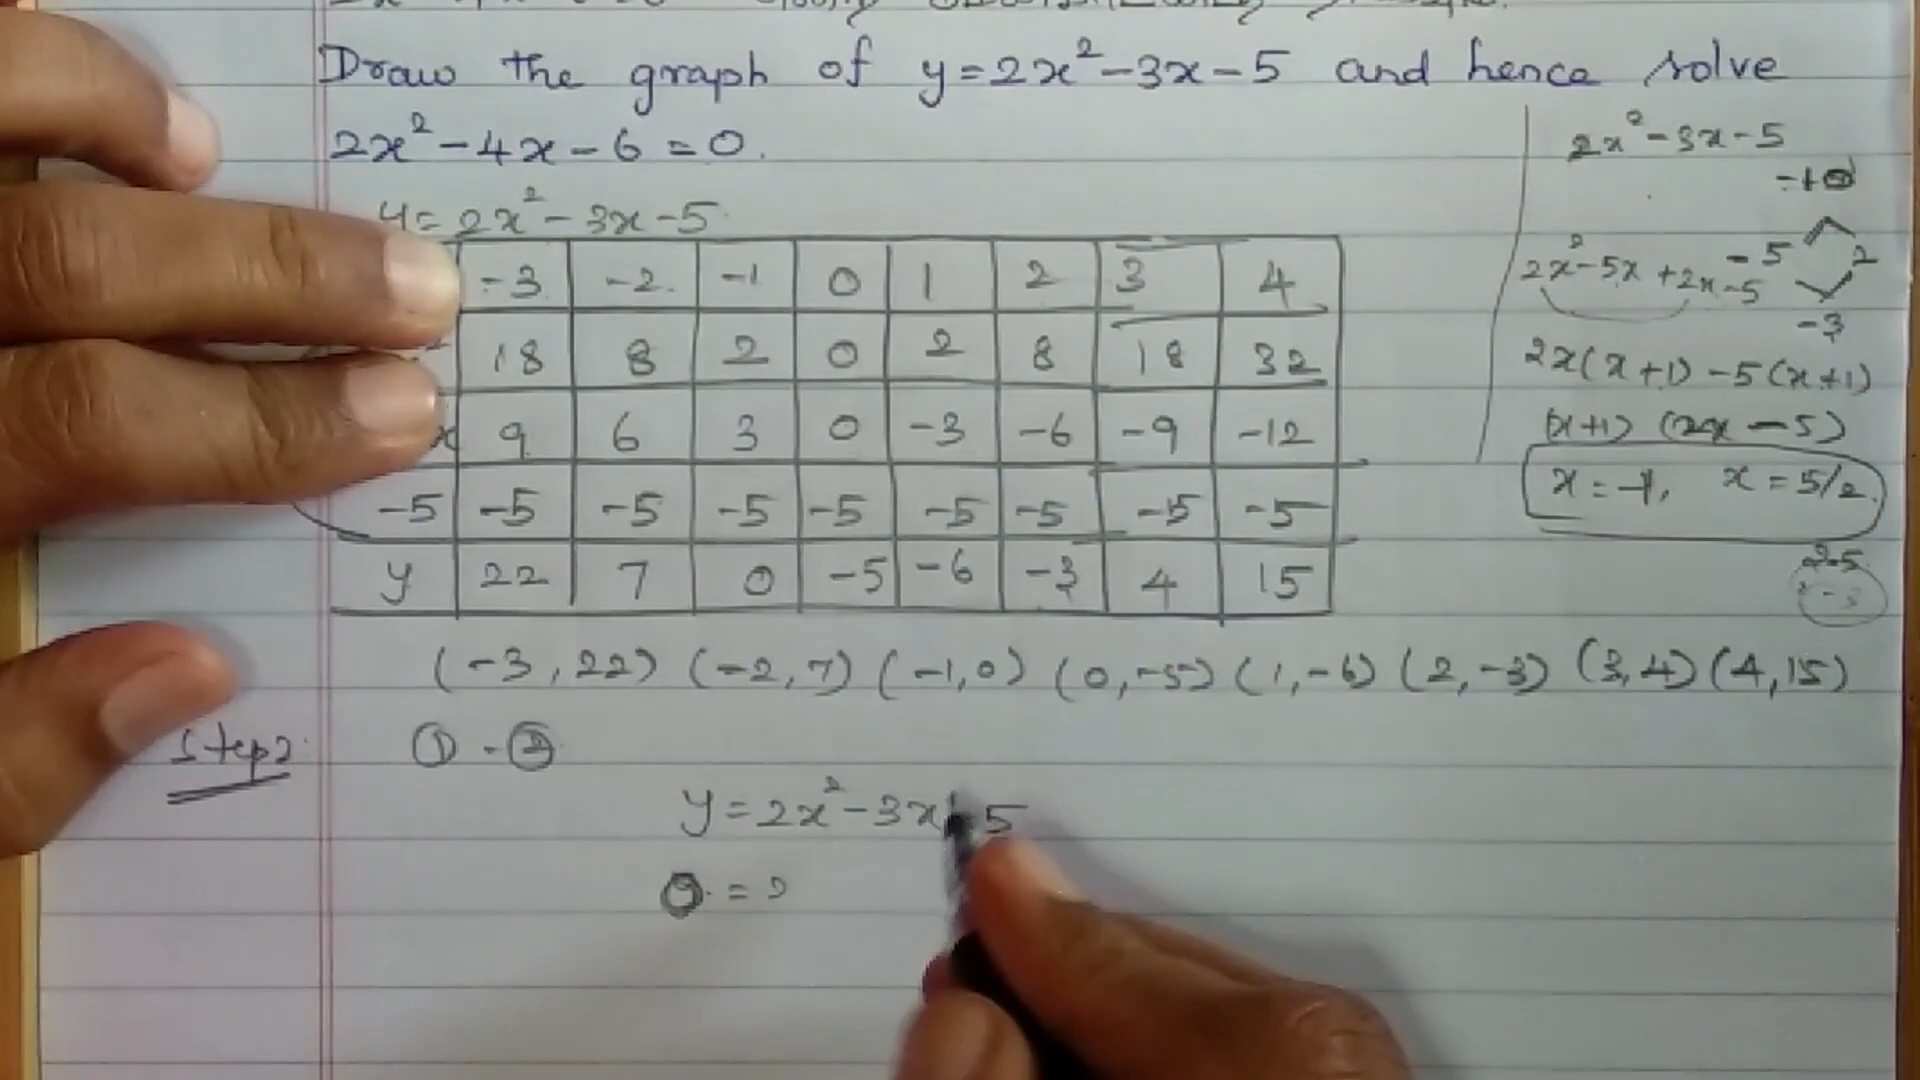 Draw the graph of y=2x²-3x-5 and hence solve
2x²-4x-6=0.
y=2x²-3x-5
-3 -2 -1 0 1 2 3 4
18 8 2 0 2 8 18 32
x 9 6 3 0 -3 -6 -9 -12
-5 -5 -5 -5 -5 -5 -5 -5 -5
y 22 7 0 -5 -6 -3 4 15
(-3,22) (-2,7) (-1,0) (0,-5) (1,-6) (2,-3) (3,4) (4,15)
Step2: ① - ②
y=2x²-3x-5
0 =
2x²-3x-5
-10
-5 2
2x²-5x+2x-5
-3
2x(x+1)-5(x+1)
(x+1) (2x-5)
x=-1, x=5/2
2.5